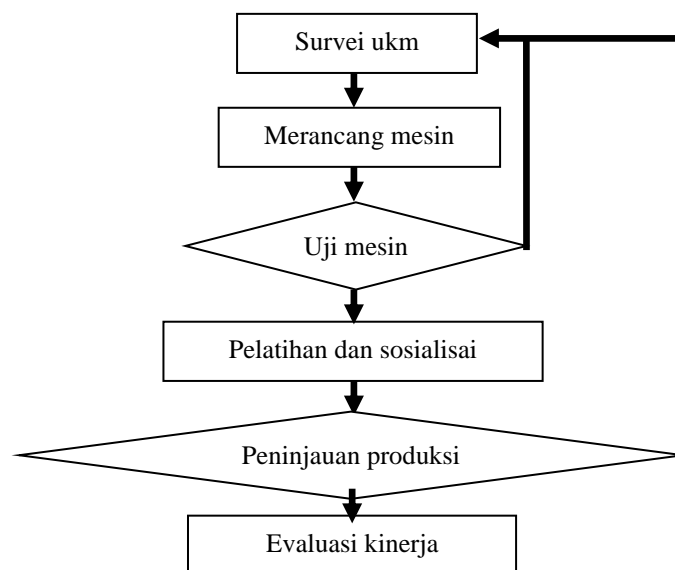 Survei ukm
Merancang mesin
Uji mesin
Pelatihan dan sosialisai
Peninjauan produksi
Evaluasi kinerja